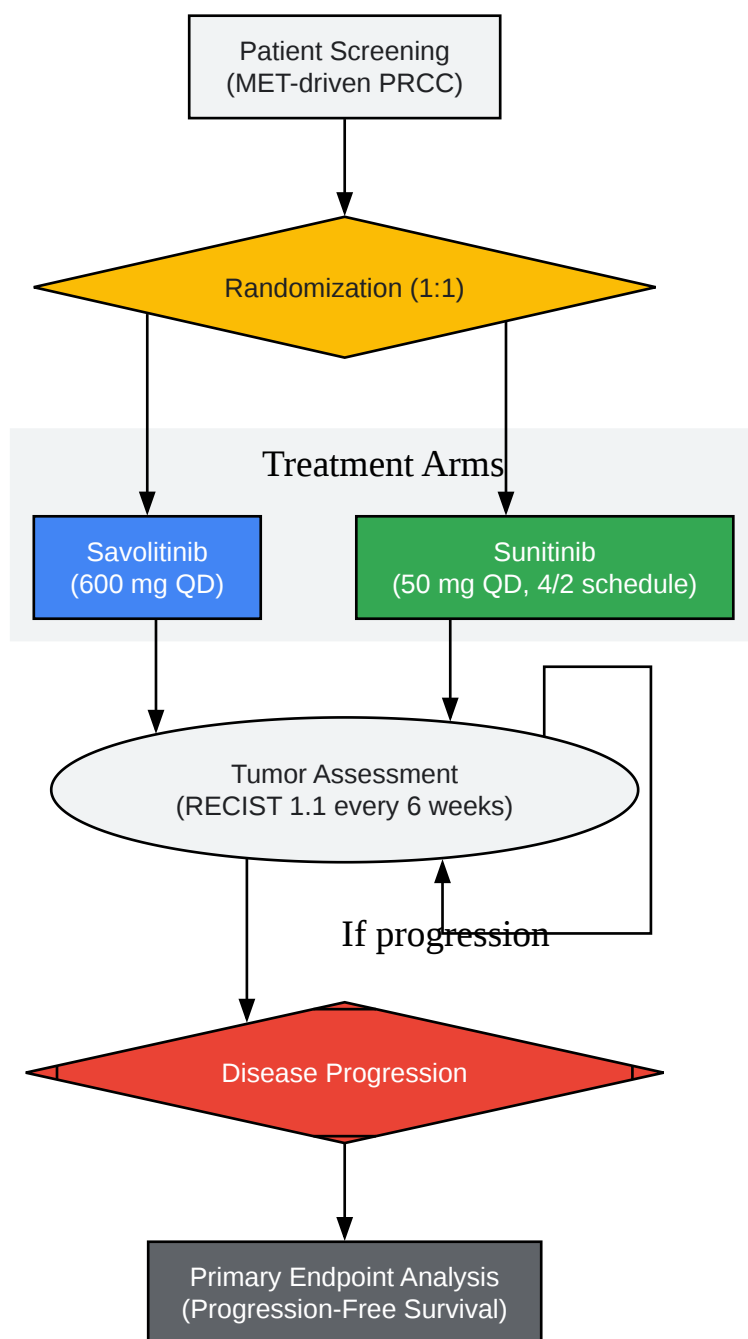 Patient Screening
(MET-driven PRCC)
Randomization (1:1)
Treatment Arms
Savolitinib
(600 mg QD)
Sunitinib
(50 mg QD, 4/2 schedule)
Tumor Assessment
(RECIST 1.1 every 6 weeks)
If progression
Disease Progression
Primary Endpoint Analysis
(Progression-Free Survival)